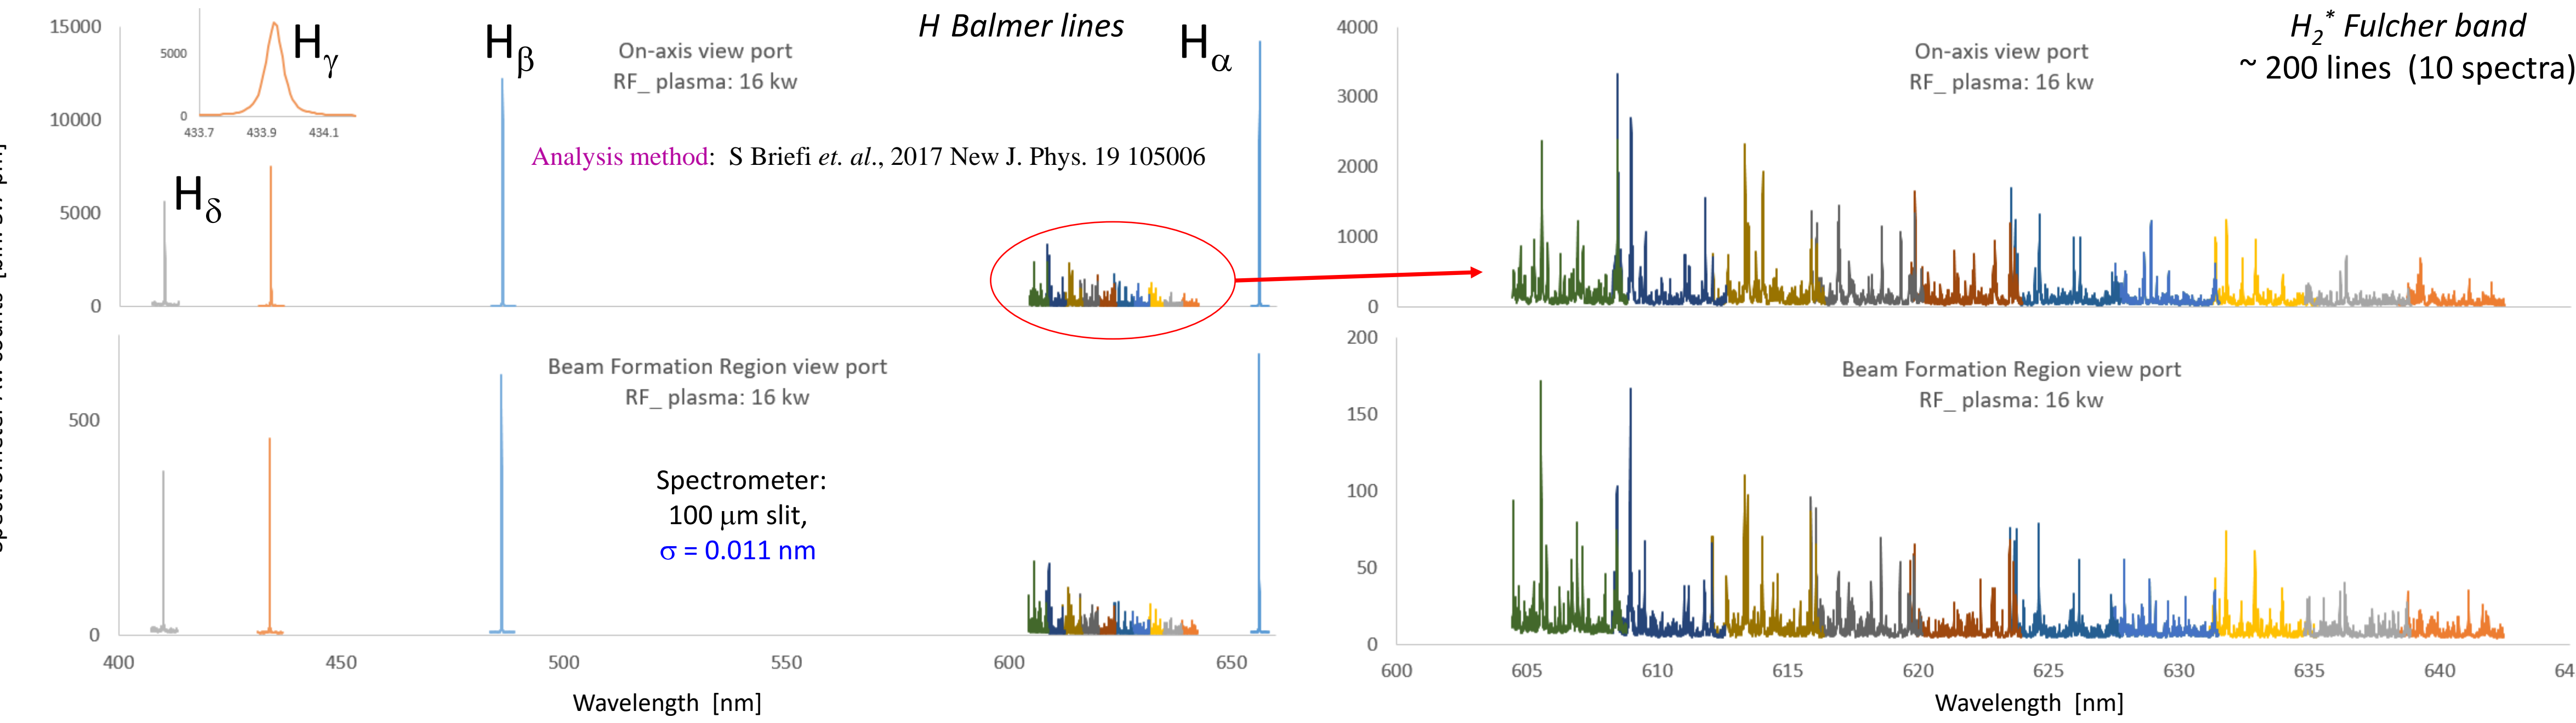 H Balmer lines
H2* Fulcher band
~ 200 lines (10 spectra)
15000
10000
5000
0
5000
0
433.7 433.9 434.1
Hγ
Hβ
Hα
Hδ
On-axis view port
RF_ plasma: 16 kw
Analysis method: S Briefi et. al., 2017 New J. Phys. 19 105006
4000
3000
2000
1000
0
On-axis view port
RF_ plasma: 16 kw
500
0
Beam Formation Region view port
RF_ plasma: 16 kw
Spectrometer:
100 μm slit,
σ = 0.011 nm
400 450 500 550 600 650
Wavelength [nm]
200
150
100
50
0
Beam Formation Region view port
RF_ plasma: 16 kw
600 605 610 615 620 625 630 635 640
Wavelength [nm]